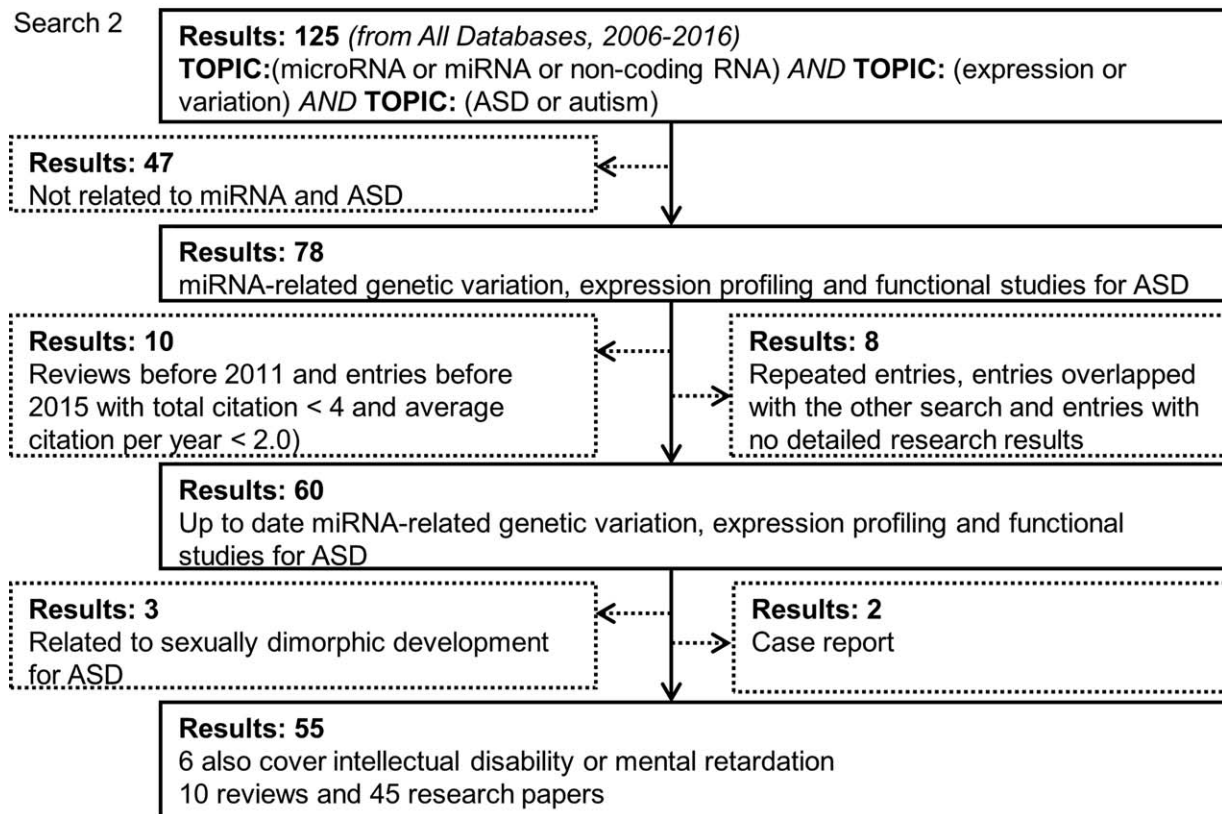 Search 2
Results: 125 (from All Databases, 2006-2016)
TOPIC:(microRNA or miRNA or non-coding RNA) AND TOPIC: (expression or
variation) AND TOPIC: (ASD or autism)
Results: 47
Not related to miRNA and ASD
Results: 78
miRNA-related genetic variation, expression profiling and functional studies for ASD
Results: 10
Reviews before 2011 and entries before
2015 with total citation < 4 and average
citation per year < 2.0)
Results: 8
Repeated entries, entries overlapped
with the other search and entries with
no detailed research results
Results: 60
Up to date miRNA-related genetic variation, expression profiling and functional
studies for ASD
Results: 3
Related to sexually dimorphic development
for ASD
Results: 2
Case report
Results: 55
6 also cover intellectual disability or mental retardation
10 reviews and 45 research papers